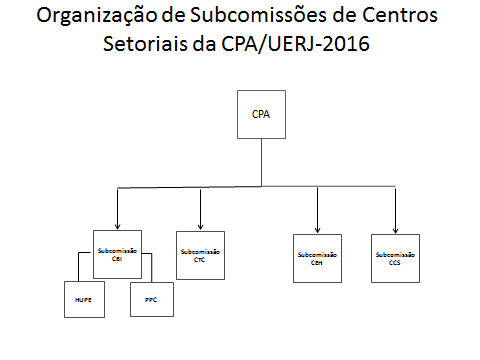 Organização de Subcomissões de Centros
Setoriais da CPA/UERJ-2016
CPA
Subcomissão
CBI
Subcomissão
CTC
Subcomissão
CEH
Subcomissão
CCS
HUPE
PPC